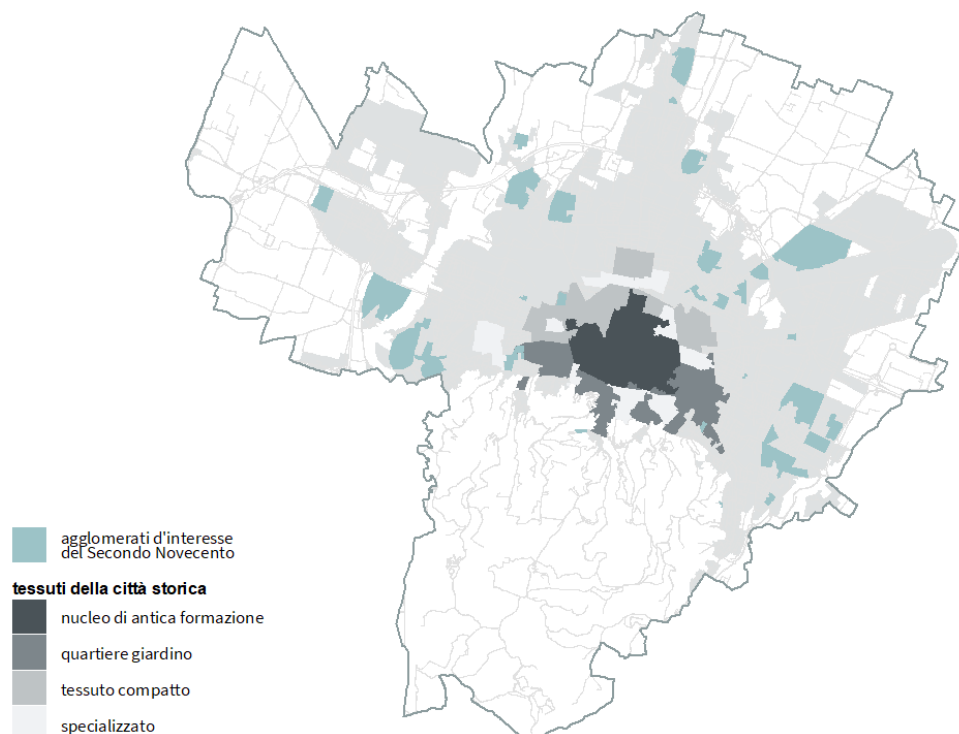 agglomerati d'interesse
del Secondo Novecento
tessuti della città storica
nucleo di antica formazione
quartiere giardino
tessuto compatto
specializzato